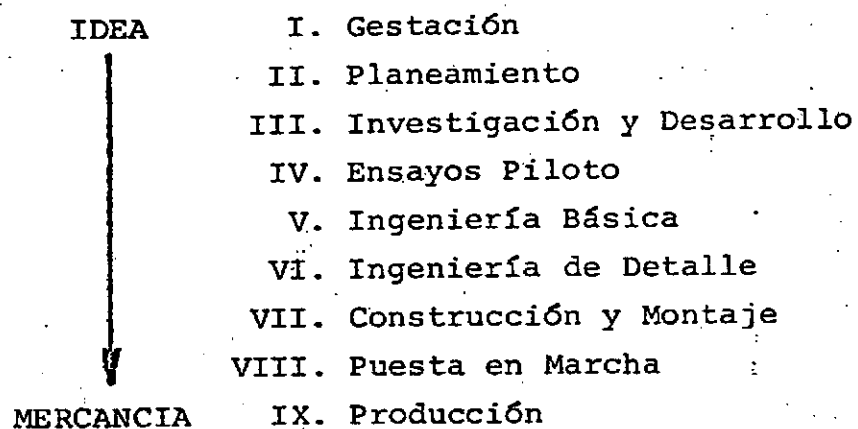 IDEA I. Gestación
II. Planeamiento
III. Investigación y Desarrollo
IV. Ensayos Piloto
V. Ingeniería Básica
VI. Ingeniería de Detalle
VII. Construcción y Montaje
VIII. Puesta en Marcha
MERCANCIA IX. Producción